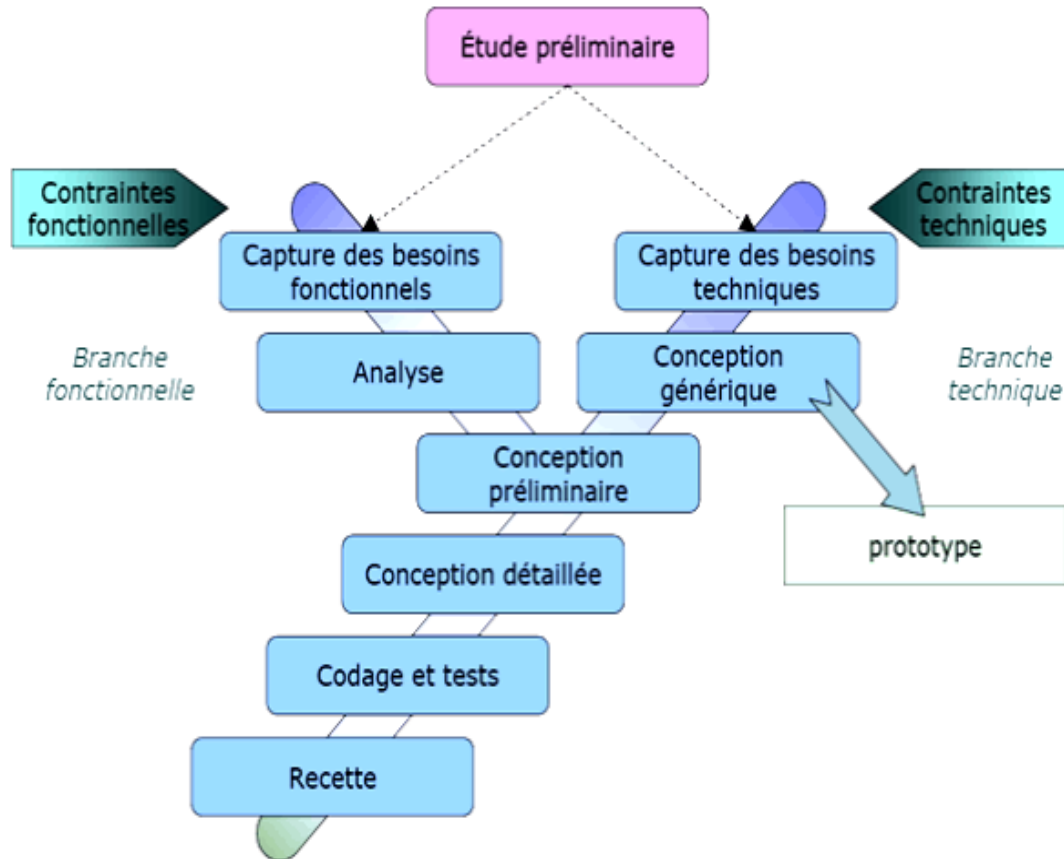 Étude préliminaire
Contraintes
fonctionnelles
Contraintes
techniques
Capture des besoins
fonctionnels
Capture des besoins
techniques
Branche
fonctionnelle
Analyse
Conception
générique
Branche
technique
Conception
préliminaire
prototype
Conception détaillée
Codage et tests
Recette